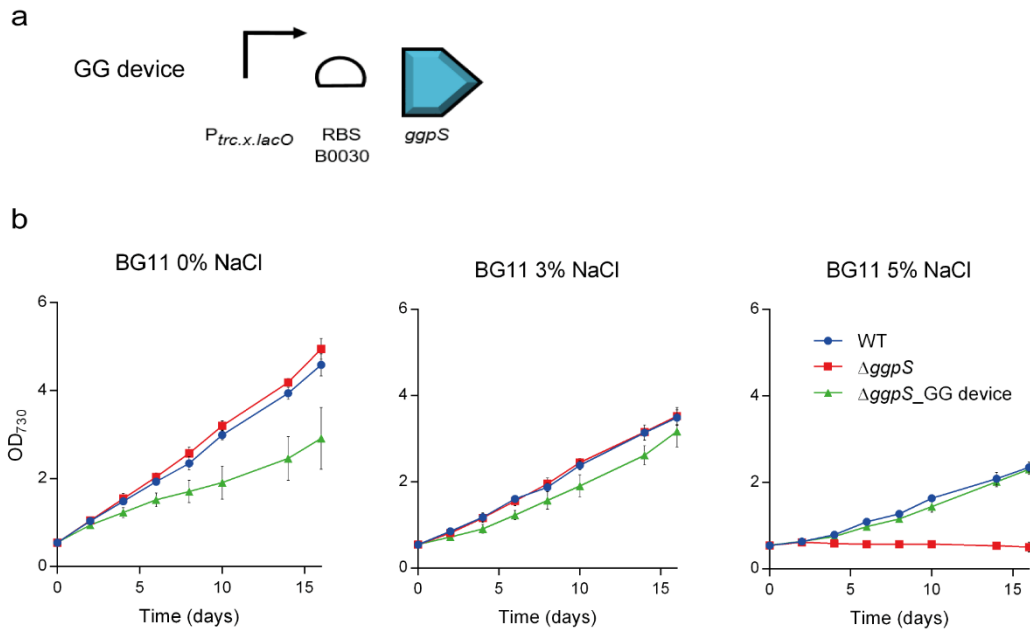 a
GG device
P trc.x.lacO
RBS
B0030
ggpS
b
BG11 0% NaCl
BG11 3% NaCl
BG11 5% NaCl
WT
ΔggpS
ΔggpS_GG device
OD730
6
4
2
0
0
5
10
15
Time (days)
6
4
2
0
0
5
10
15
Time (days)
6
4
2
0
0
5
10
15
Time (days)